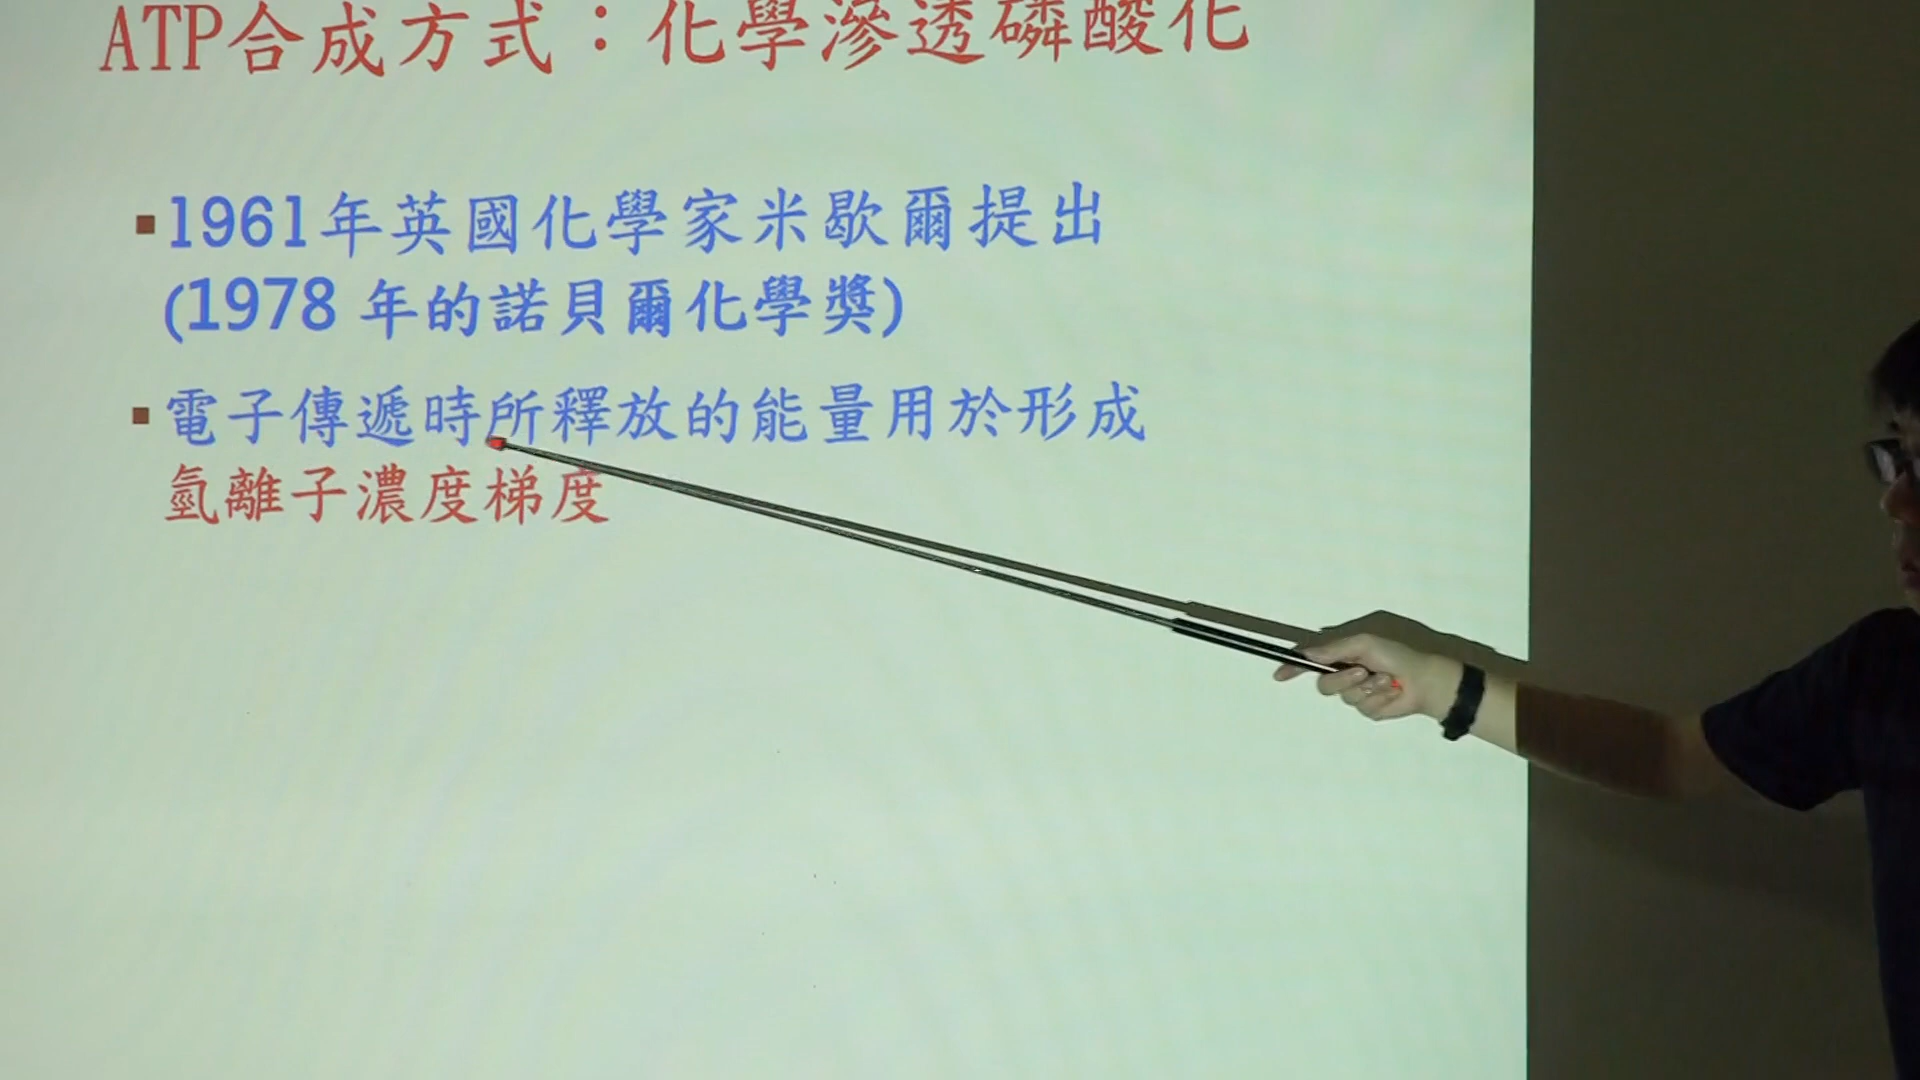 ATP合成方式：化學滲透磷酸化
▪1961年英國化學家米歇爾提出
(1978 年的諾貝爾化學獎)
▪電子傳遞時所釋放的能量用於形成
氫離子濃度梯度